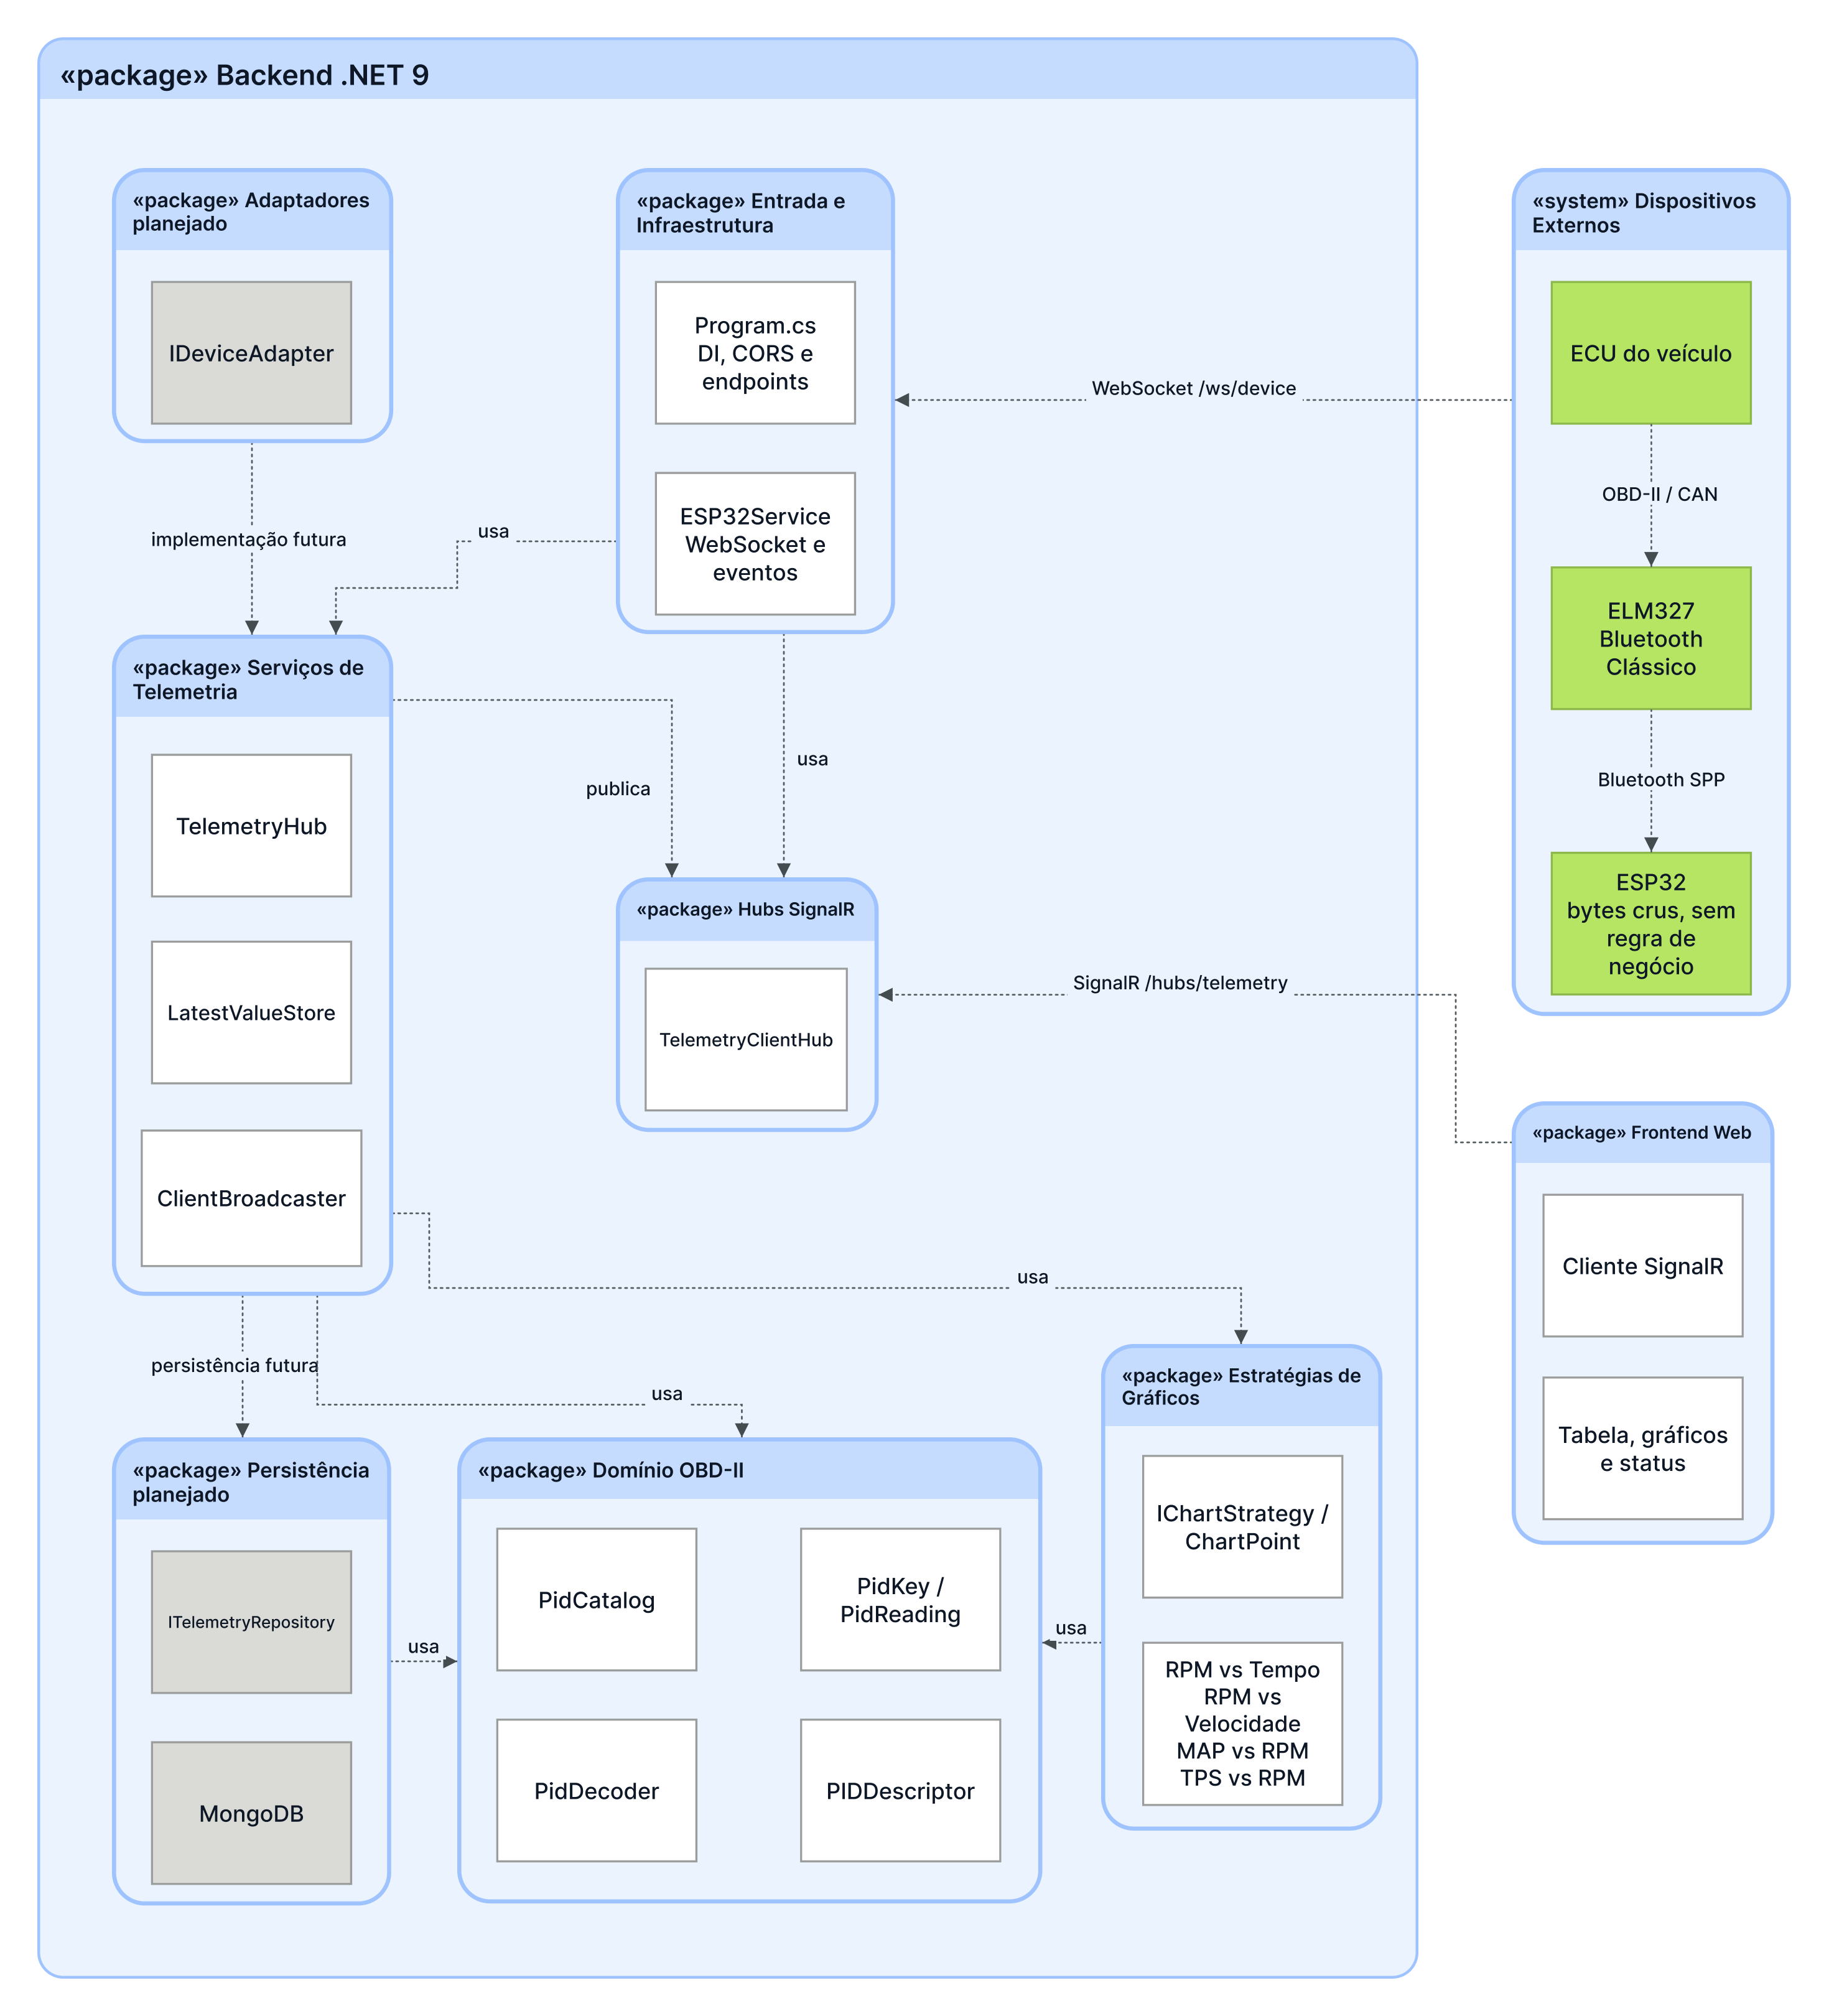 «package» Backend .NET 9
«package» Adaptadores
planejado
IDeviceAdapter
implementação futura
«package» Entrada e
Infraestrutura
Program.cs
DI, CORS e
endpoints
ESP32Service
WebSocket e
eventos
usa
WebSocket /ws/device
«system» Dispositivos
Externos
ECU do veículo
OBD-II / CAN
ELM327
Bluetooth
Clássico
Bluetooth SPP
ESP32
bytes crus, sem
regra de
negócio
«package» Serviços de
Telemetria
TelemetryHub
LatestValueStore
ClientBroadcaster
publica
usa
«package» Hubs SignalR
TelemetryClientHub
SignalR /hubs/telemetry
«package» Frontend Web
Cliente SignalR
Tabela, gráficos
e status
usa
persistência futura
usa
«package» Persistência
planejado
ITelemetryRepository
MongoDB
usa
«package» Domínio OBD-II
PidCatalog
PidKey /
PidReading
PidDecoder
PIDDescriptor
usa
«package» Estratégias de
Gráficos
IChartStrategy /
ChartPoint
RPM vs Tempo
RPM vs
Velocidade
MAP vs RPM
TPS vs RPM